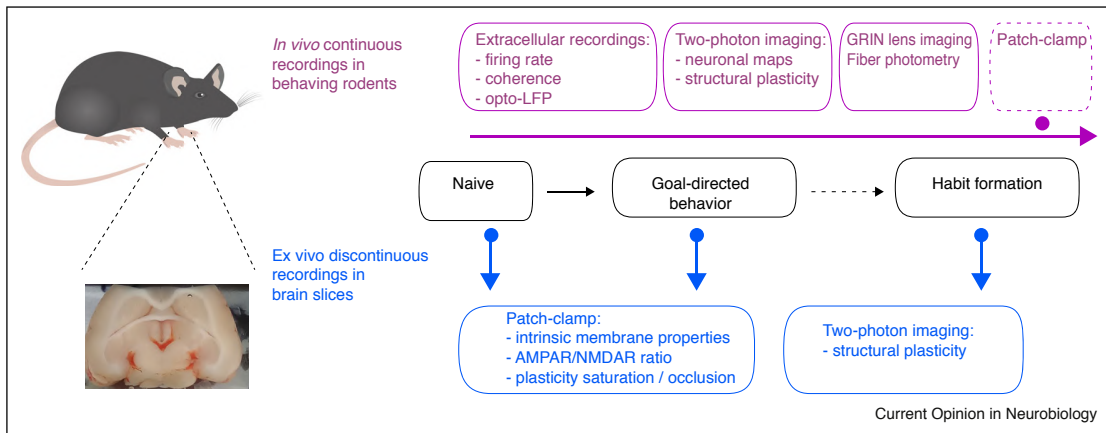 In vivo continuous
recordings in
behaving rodents
Extracellular recordings:
- firing rate
- coherence
- opto-LFP
Two-photon imaging:
- neuronal maps
- structural plasticity
GRIN lens imaging
Fiber photometry
Patch-clamp
Naive
Goal-directed
behavior
Habit formation
Ex vivo discontinuous
recordings in
brain slices
Patch-clamp:
- intrinsic membrane properties
- AMPAR/NMDAR ratio
- plasticity saturation / occlusion
Two-photon imaging:
- structural plasticity
Current Opinion in Neurobiology